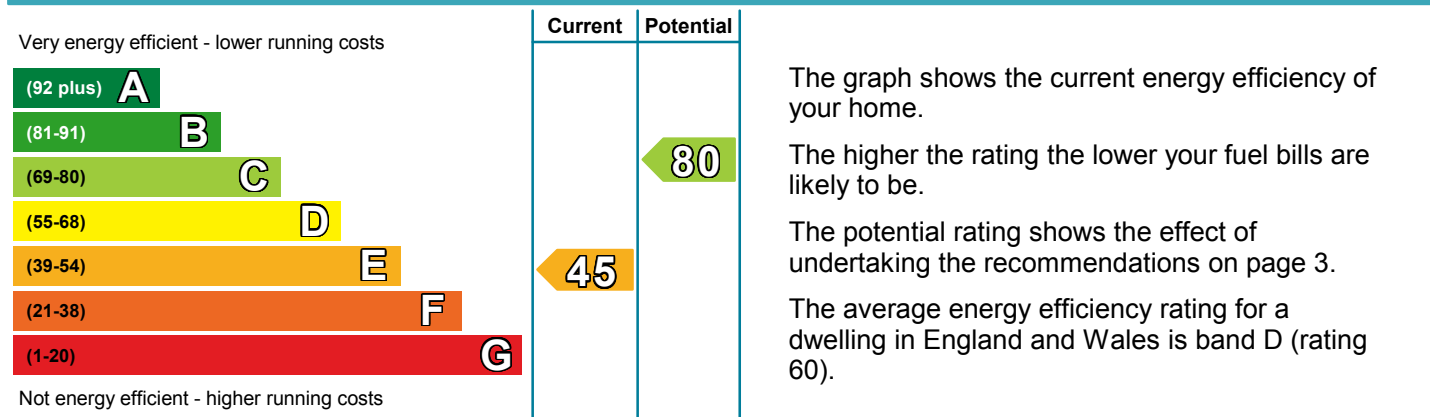 Current Potential
Very energy efficient - lower running costs
(92 plus) A
(81-91) B
(69-80) C
(55-68) D
(39-54) E
(21-38) F
(1-20) G
Not energy efficient - higher running costs
80
45
The graph shows the current energy efficiency of
your home.
The higher the rating the lower your fuel bills are
likely to be.
The potential rating shows the effect of
undertaking the recommendations on page 3.
The average energy efficiency rating for a
dwelling in England and Wales is band D (rating
60).